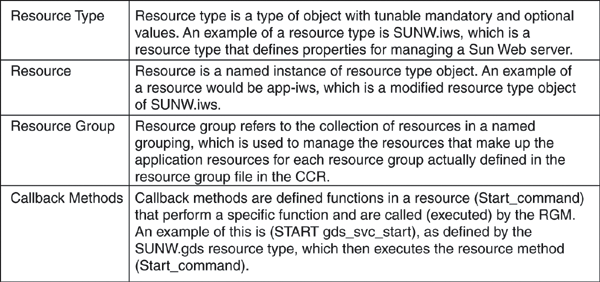 Resource Type
Resource type is a type of object with tunable mandatory and optional
values. An example of a resource type is SUNW.iws, which is a
resource type that defines properties for managing a Sun Web server.
Resource
Resource is a named instance of resource type object. An example of
a resource would be app-iws, which is a modified resource type object
of SUNW.iws.
Resource Group
Resource group refers to the collection of resources in a named
grouping, which is used to manage the resources that make up the
application resources for each resource group actually defined in the
resource group file in the CCR.
Callback Methods
Callback methods are defined functions in a resource (Start_command)
that perform a specific function and are called (executed) by the RGM.
An example of this is (START gds_svc_start), as defined by the
SUNW.gds resource type, which then executes the resource method
(Start_command).